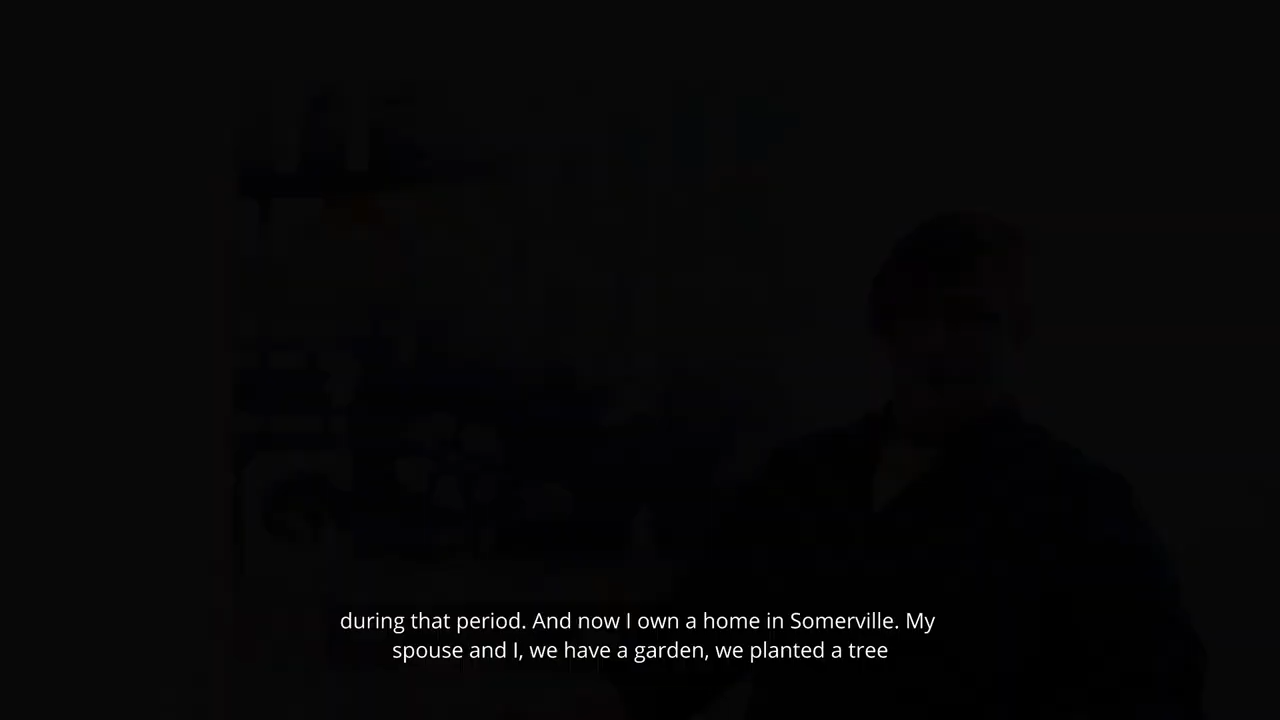 during that period. And now I own a home in Somerville. My
spouse and I, we have a garden, we planted a tree